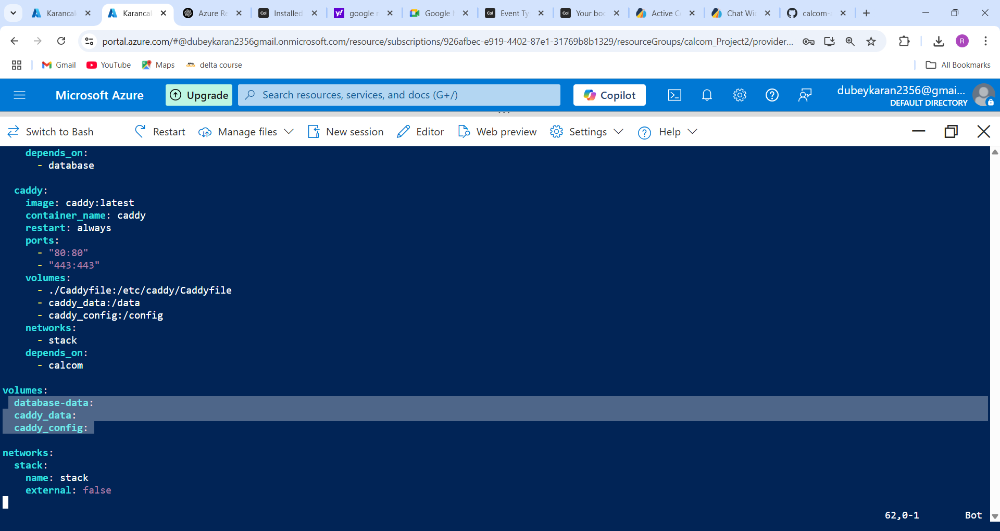 Karancal
Karancal
Azure Re
Cal Installed
y! google r
Google
Cal Event Ty
Cal Your boo
Active C
Chat Wi
calcom-
portal.azure.com/#@dubeykaran2356gmail.onmicrosoft.com/resource/subscriptions/926afbec-e919-4402-87e1-31769b8b1329/resourceGroups/calcom_Project2/provider...
R
Gmail
YouTube
Maps
delta course
All Bookmarks
Microsoft Azure
Upgrade
Search resources, services, and docs (G+/)
Copilot
dubeykaran2356@gmai...
DEFAULT DIRECTORY
Switch to Bash
Restart
Manage files
New session
Editor
Web preview
Settings
Help
depends_on:
- database
caddy:
image: caddy:latest
container_name: caddy
restart: always
ports:
- "80:80"
- "443:443"
volumes:
- ./Caddyfile:/etc/caddy/Caddyfile
- caddy_data:/data
- caddy_config:/config
networks:
- stack
depends_on:
- calcom
volumes:
database-data:
caddy_data:
caddy_config:
networks:
stack:
name: stack
external: false
62,0-1 Bot